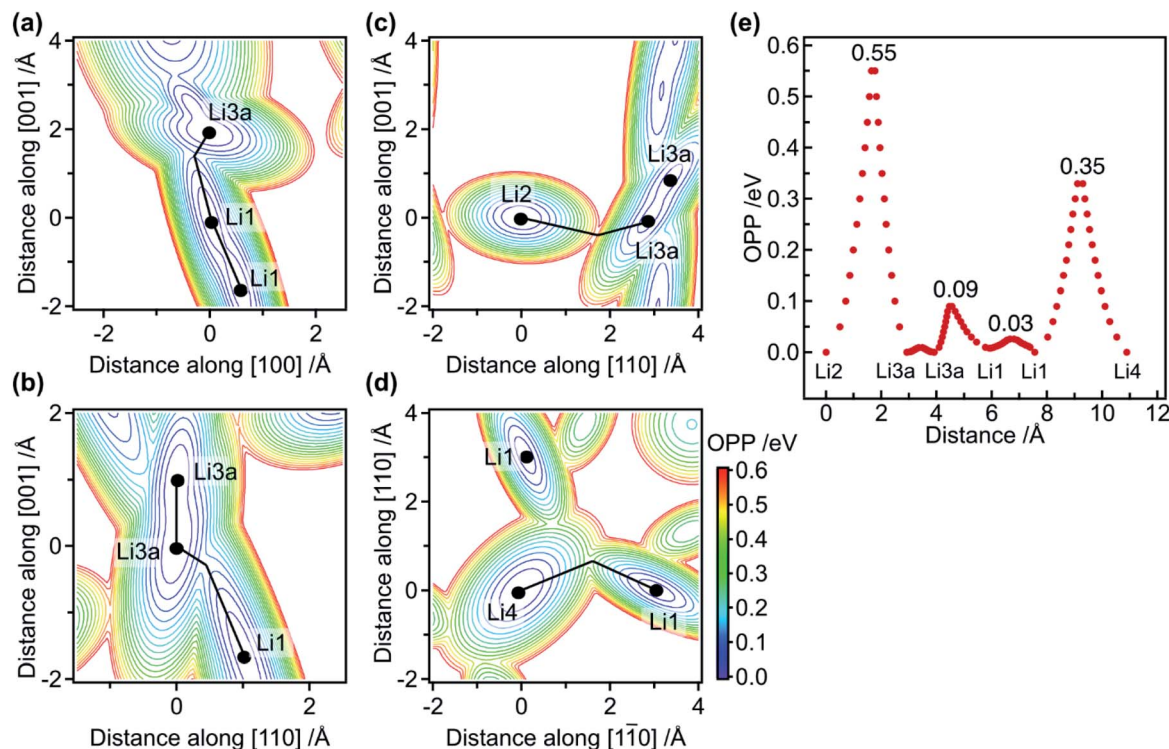 (a)
4
2
0
-2
Distance along [001] /Å
Li3a
Li1
Li1
-2
0
2
Distance along [100] /Å
(c)
4
2
0
-2
Distance along [001] /Å
Li2
Li3a
Li3a
-2
0
2
4
Distance along [110] /Å
(e)
0.6
0.5
0.4
0.3
0.2
0.1
0.0
OPP /eV
0.55
0.09
0.03
0.35
Li2
Li3a
Li3a
Li1
Li1
Li4
0
2
4
6
8
10
12
Distance /Å
(b)
2
0
-2
Distance along [001] /Å
Li3a
Li3a
Li1
0
2
Distance along [110] /Å
(d)
4
2
0
-2
Distance along [110] /Å
Li1
Li4
Li1
-2
0
2
4
Distance along [11̅0] /Å
OPP /eV
0.6
0.5
0.4
0.3
0.2
0.1
0.0